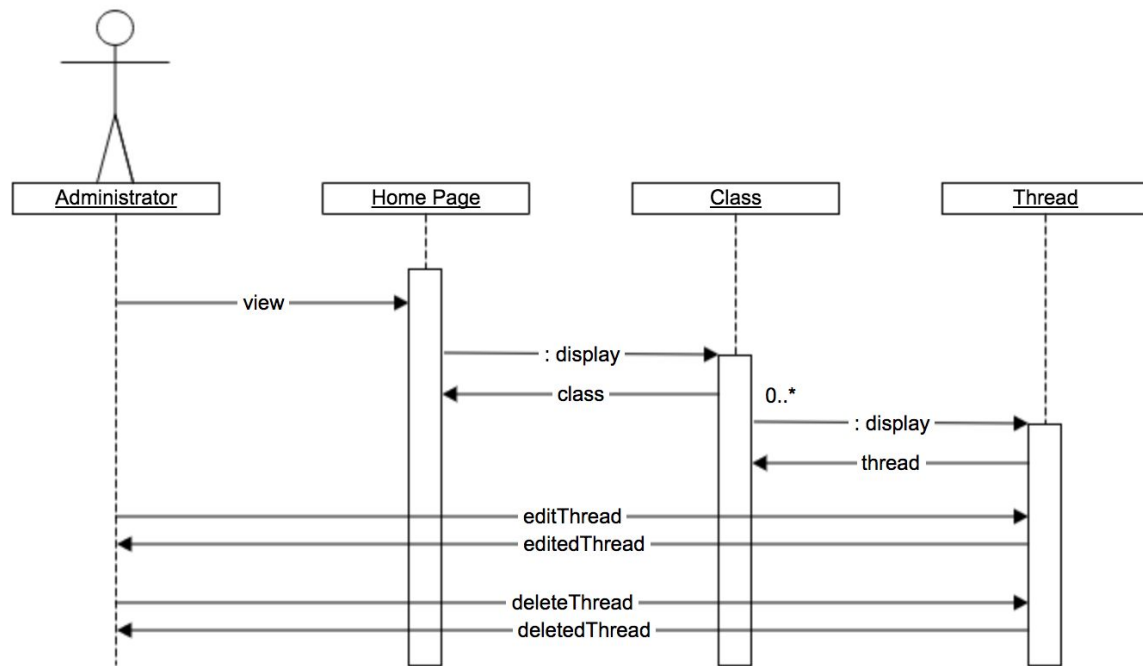 Administrator
Home Page
Class
Thread
view
: display
class
0..*
: display
thread
editThread
editedThread
deleteThread
deletedThread